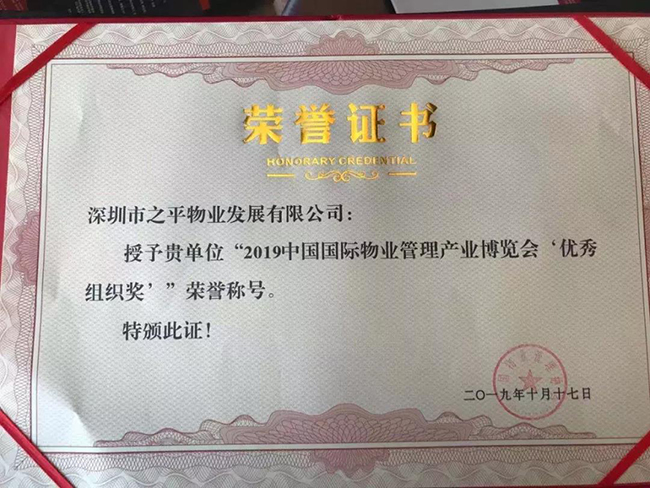 荣誉证书
HONORARY CREDENTIAL
深圳市之平物业发展有限公司：
授予贵单位“2019中国国际物业管理产业博览会‘优秀
组织奖’”荣誉称号。
特颁此证！
二〇一九年十月十七日